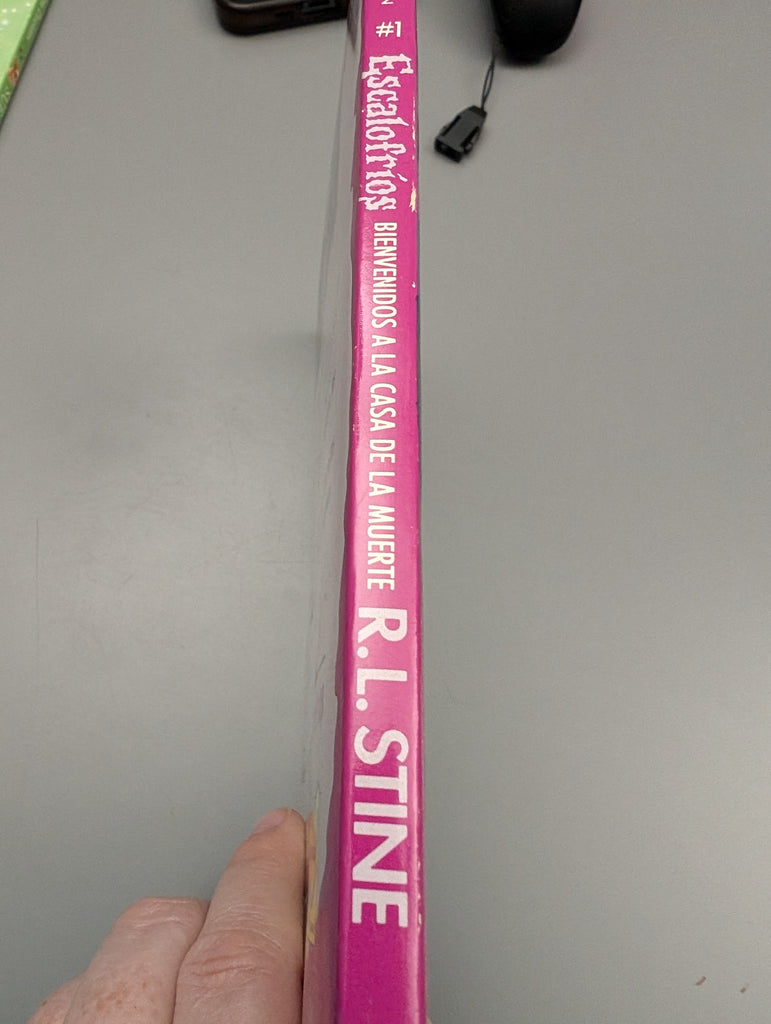 #1
Escalofríos
BIENVENIDOS A LA CASA DE LA MUERTE
R. L. STINE